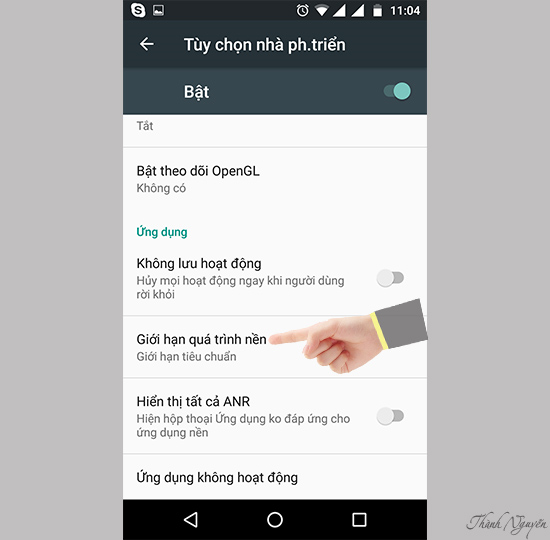 11:04
Tùy chọn nhà ph.triển
Bật
Tắt
Bật theo dõi OpenGL
Không có
Ứng dụng
Không lưu hoạt động
Hủy mọi hoạt động ngay khi người dùng
rời khỏi
Giới hạn quá trình nền
Giới hạn tiêu chuẩn
Hiển thị tất cả ANR
Hiện hộp thoại Ứng dụng ko đáp ứng cho
ứng dụng nền
Ứng dụng không hoạt động
Thành Nguyên